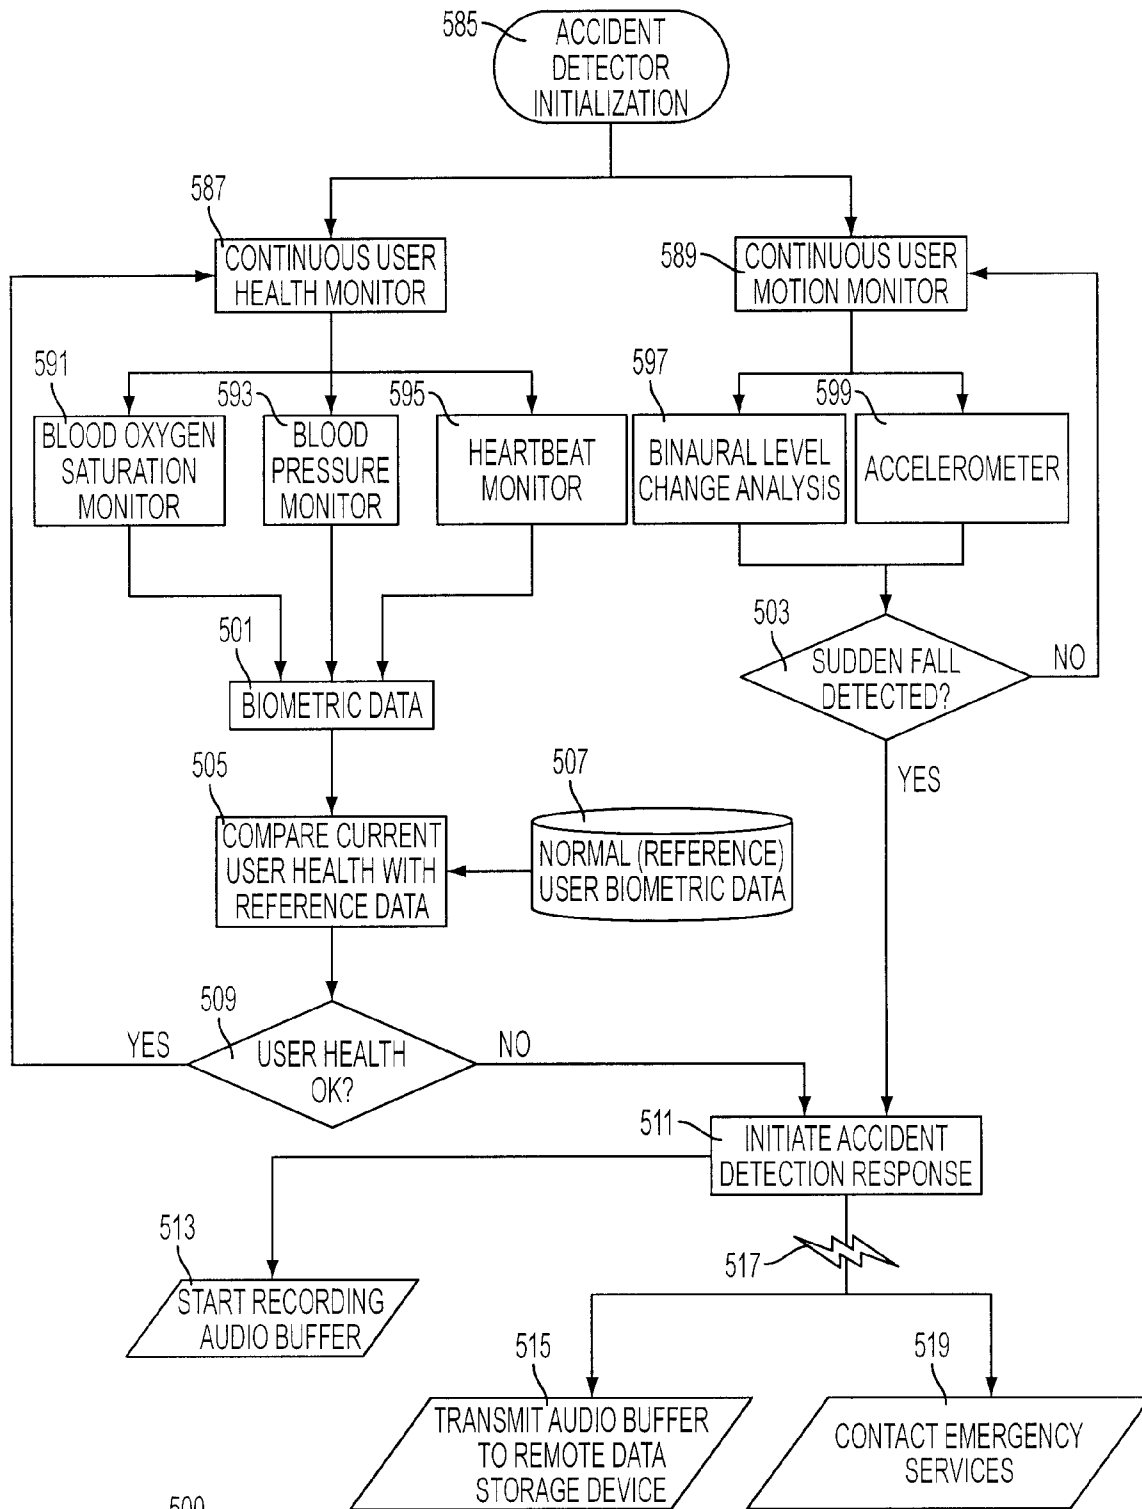 585
ACCIDENT
DETECTOR
INITIALIZATION
587
CONTINUOUS USER
HEALTH MONITOR
589
CONTINUOUS USER
MOTION MONITOR
591
BLOOD OXYGEN
SATURATION
MONITOR
593
BLOOD
PRESSURE
MONITOR
595
HEARTBEAT
MONITOR
597
BINAURAL LEVEL
CHANGE ANALYSIS
599
ACCELEROMETER
501
BIOMETRIC DATA
503
SUDDEN FALL
DETECTED?
NO
YES
505
COMPARE CURRENT
USER HEALTH WITH
REFERENCE DATA
507
NORMAL (REFERENCE)
USER BIOMETRIC DATA
509
YES
USER HEALTH
OK?
NO
511
INITIATE ACCIDENT
DETECTION RESPONSE
513
START RECORDING
AUDIO BUFFER
517
515
TRANSMIT AUDIO BUFFER
TO REMOTE DATA
STORAGE DEVICE
519
CONTACT EMERGENCY
SERVICES